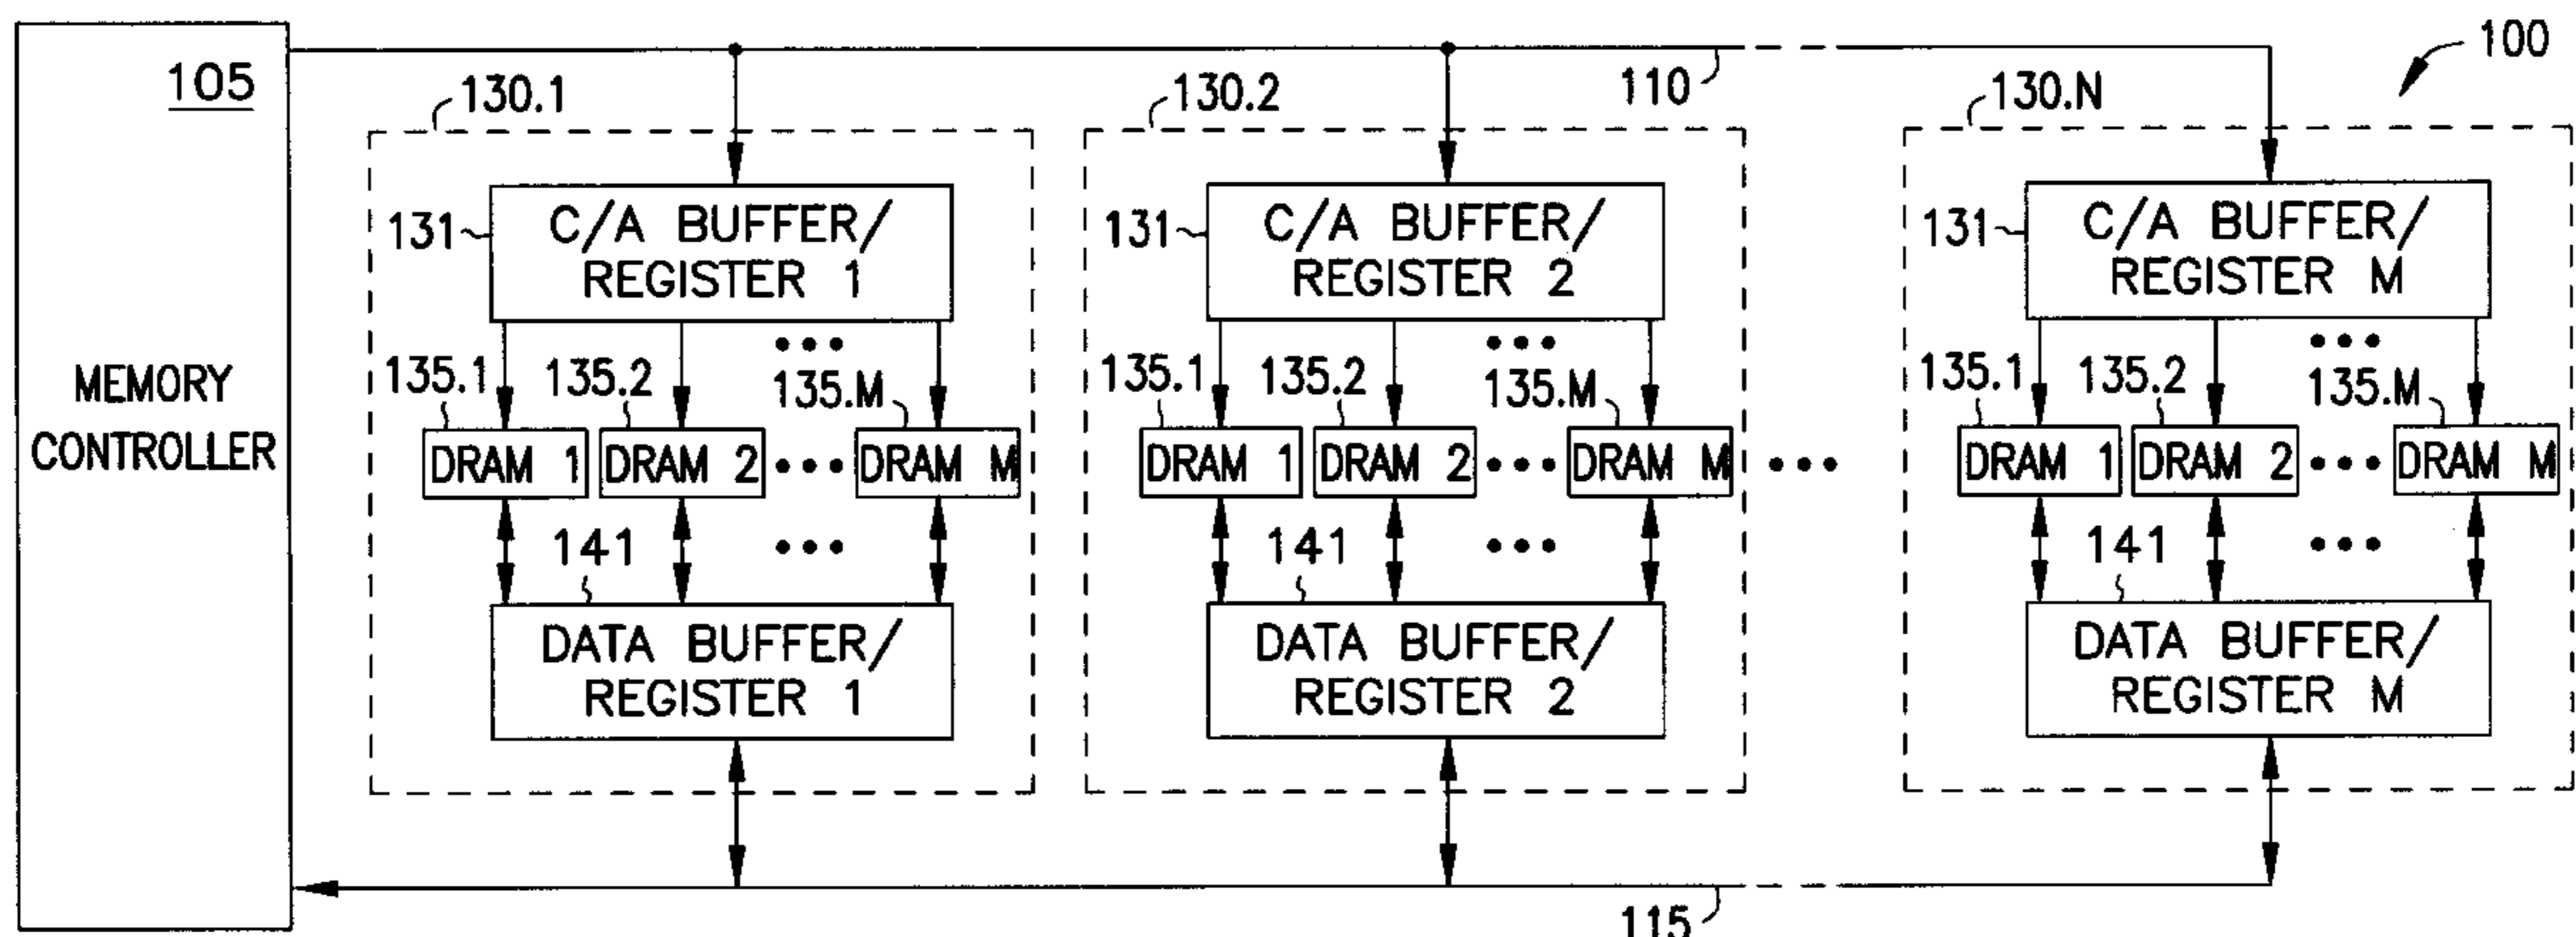 100
105
110
130.1
130.2
130.N
131
C/A BUFFER/
REGISTER 1
131
C/A BUFFER/
REGISTER 2
131
C/A BUFFER/
REGISTER M
MEMORY
CONTROLLER
135.1
135.2
135.M
135.1
135.2
135.M
135.1
135.2
135.M
DRAM 1
DRAM 2
DRAM M
DRAM 1
DRAM 2
DRAM M
DRAM 1
DRAM 2
DRAM M
141
141
141
DATA BUFFER/
REGISTER 1
DATA BUFFER/
REGISTER 2
DATA BUFFER/
REGISTER M
115